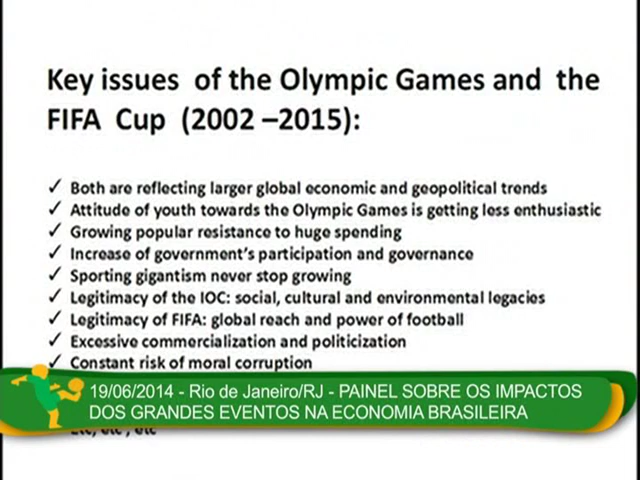 Key issues of the Olympic Games and the
FIFA Cup (2002 –2015):
✓ Both are reflecting larger global economic and geopolitical trends
✓ Attitude of youth towards the Olympic Games is getting less enthusiastic
✓ Growing popular resistance to huge spending
✓ Increase of government's participation and governance
✓ Sporting gigantism never stop growing
✓ Legitimacy of the IOC: social, cultural and environmental legacies
✓ Legitimacy of FIFA: global reach and power of football
✓ Excessive commercialization and politicization
✓ Constant risk of moral corruption
19/06/2014 - Rio de Janeiro/RJ - PAINEL SOBRE OS IMPACTOS
DOS GRANDES EVENTOS NA ECONOMIA BRASILEIRA
etc, etc , etc